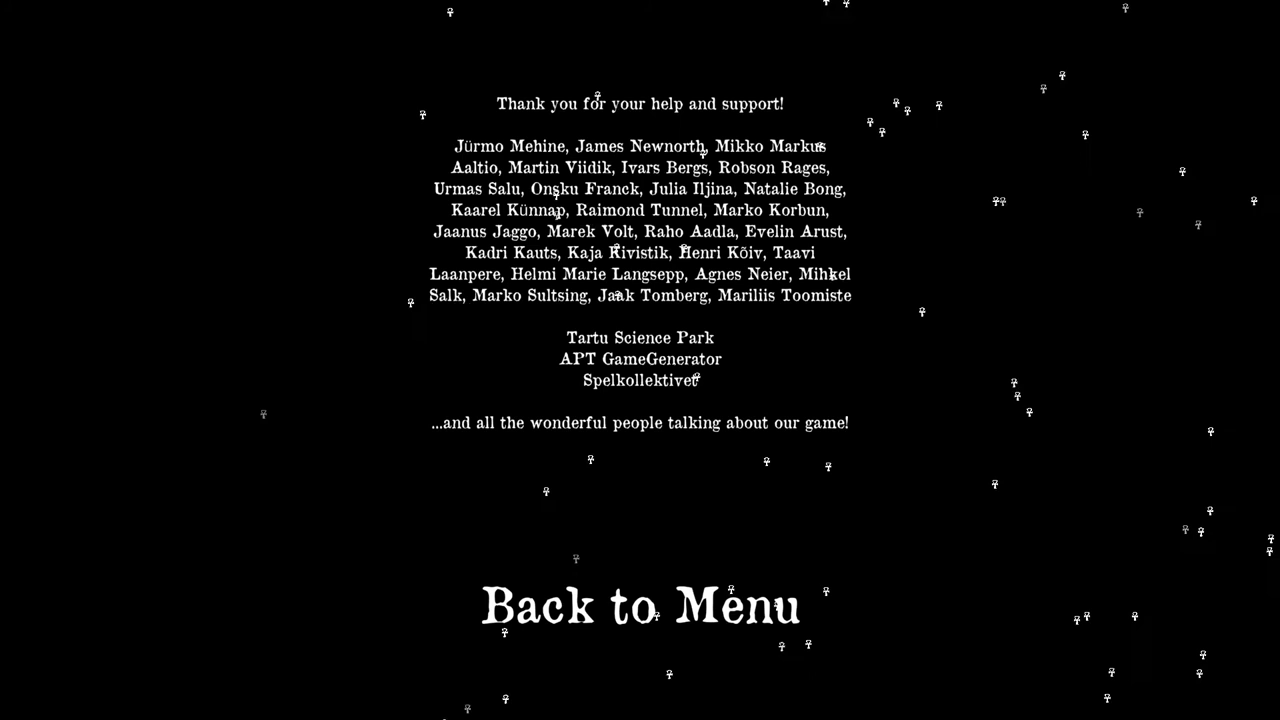 Thank you for your help and support!
Jürmo Mehine, James Newnorth, Mikko Markus
Aaltio, Martin Viidik, Ivars Bergs, Robson Rages,
Urmas Salu, Onsku Franck, Julia Iljina, Natalie Bong,
Kaarel Künnap, Raimond Tunnel, Marko Korbun,
Jaanus Jaggo, Marek Volt, Raho Aadla, Evelin Arust,
Kadri Kauts, Kaja Kivistik, Henri Kõiv, Taavi
Laanpere, Helmi Marie Langsepp, Agnes Neier, Mihkel
Salk, Marko Sultsing, Jaak Tomberg, Mariliis Toomiste
Tartu Science Park
APT GameGenerator
Spelkollektivet
...and all the wonderful people talking about our game!
Back to Menu